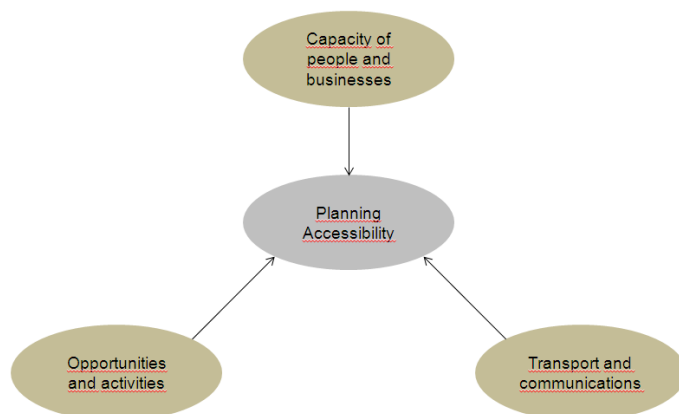 Capacity of
people and
businesses
Planning
Accessibility
Opportunities
and activities
Transport and
communications